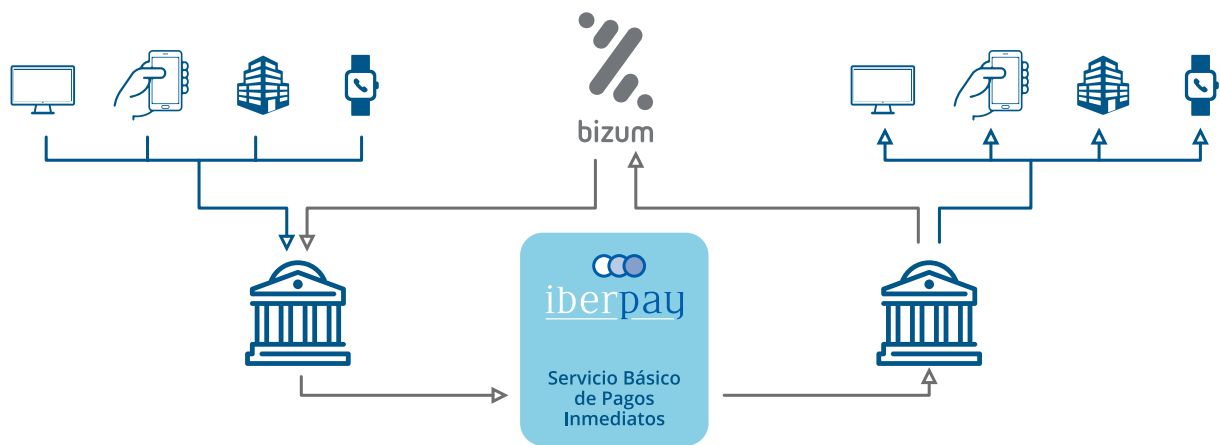 bizum
iberpay
Servicio Básico
de Pagos
Inmediatos